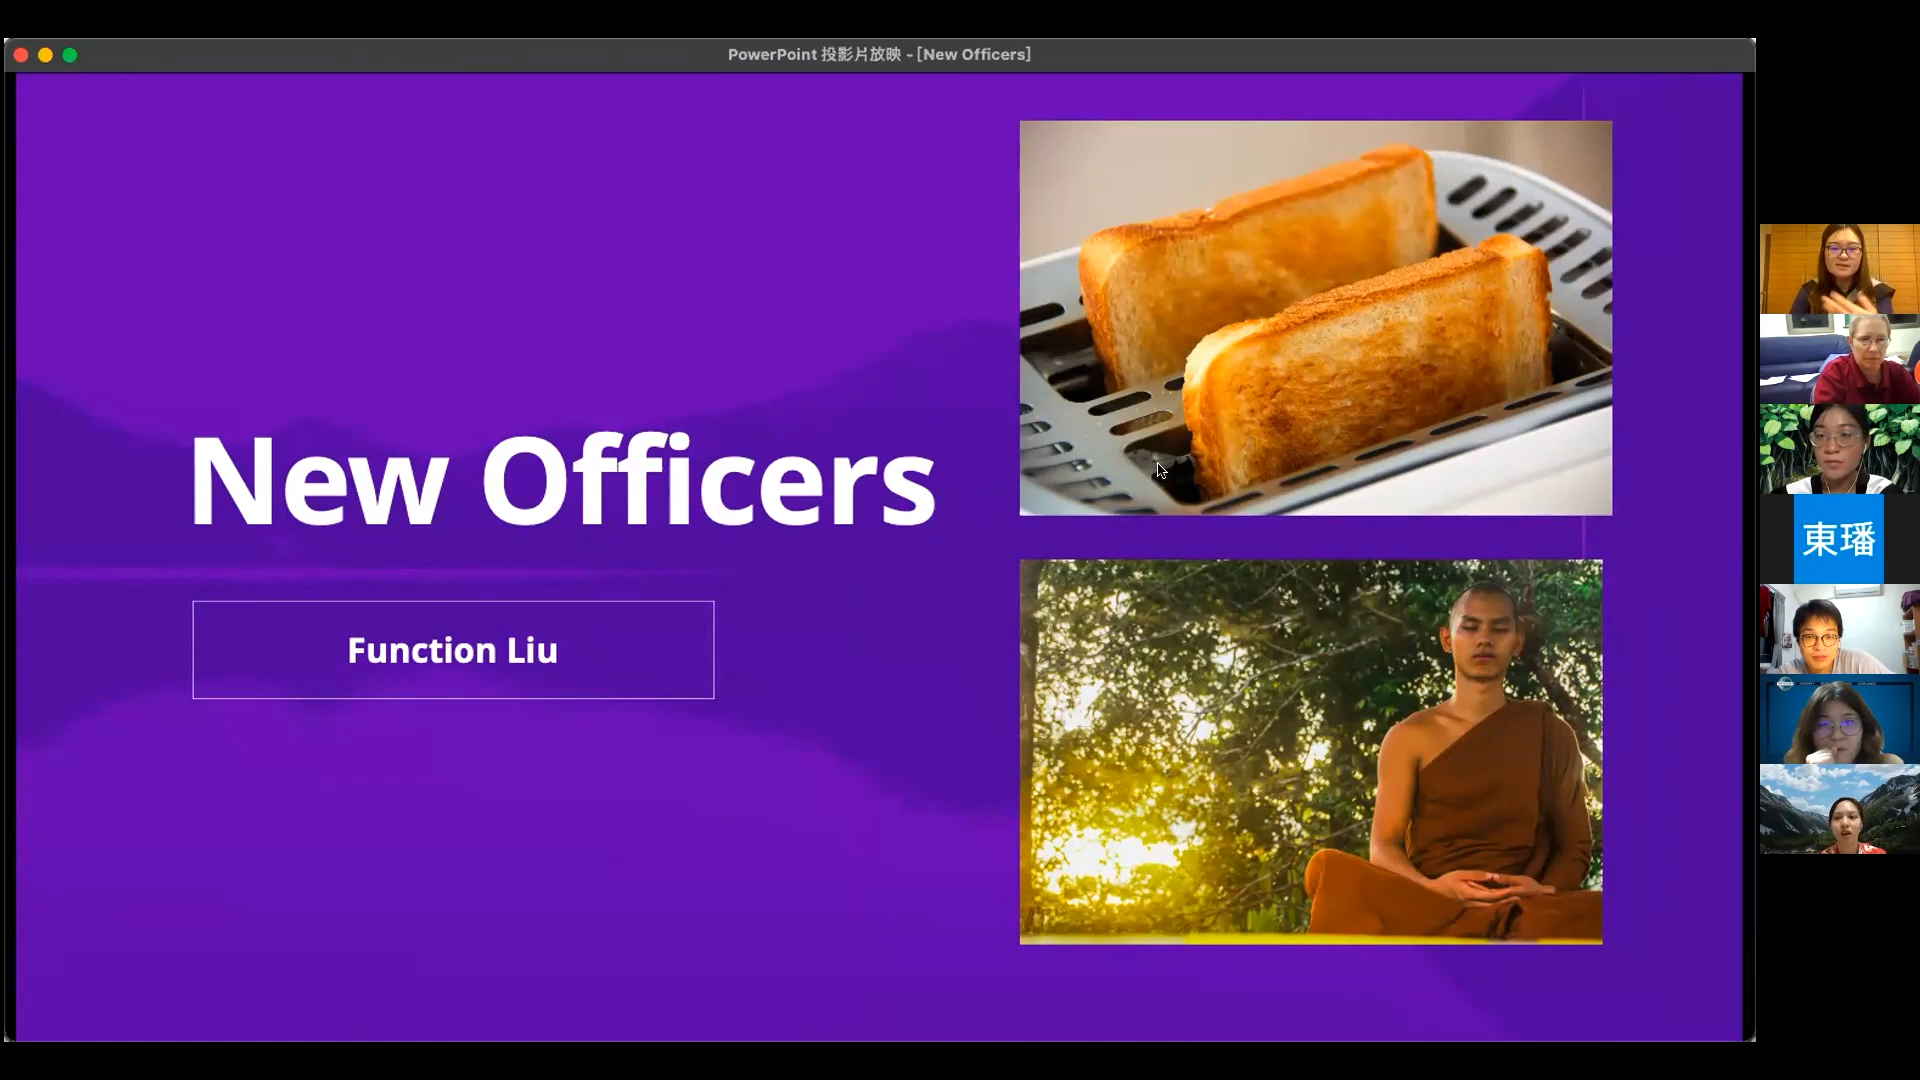 PowerPoint 投影片放映 - [New Officers]
New Officers
Function Liu
東璠